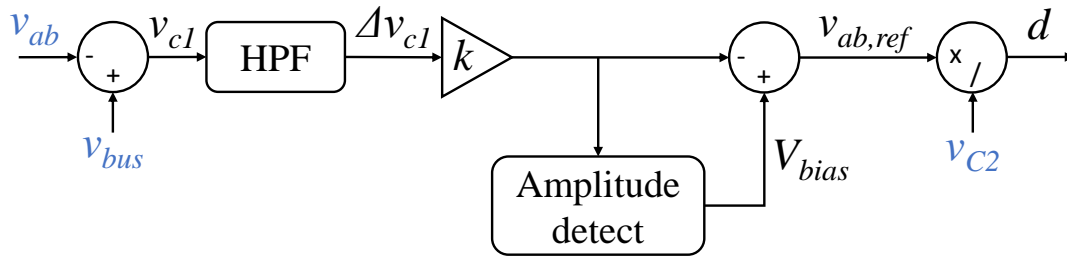 v_ab
-
+
v_bus
v_c1
HPF
Δv_c1
k
Amplitude
detect
-
+
V_bias
v_ab,ref
x
/
v_C2
d